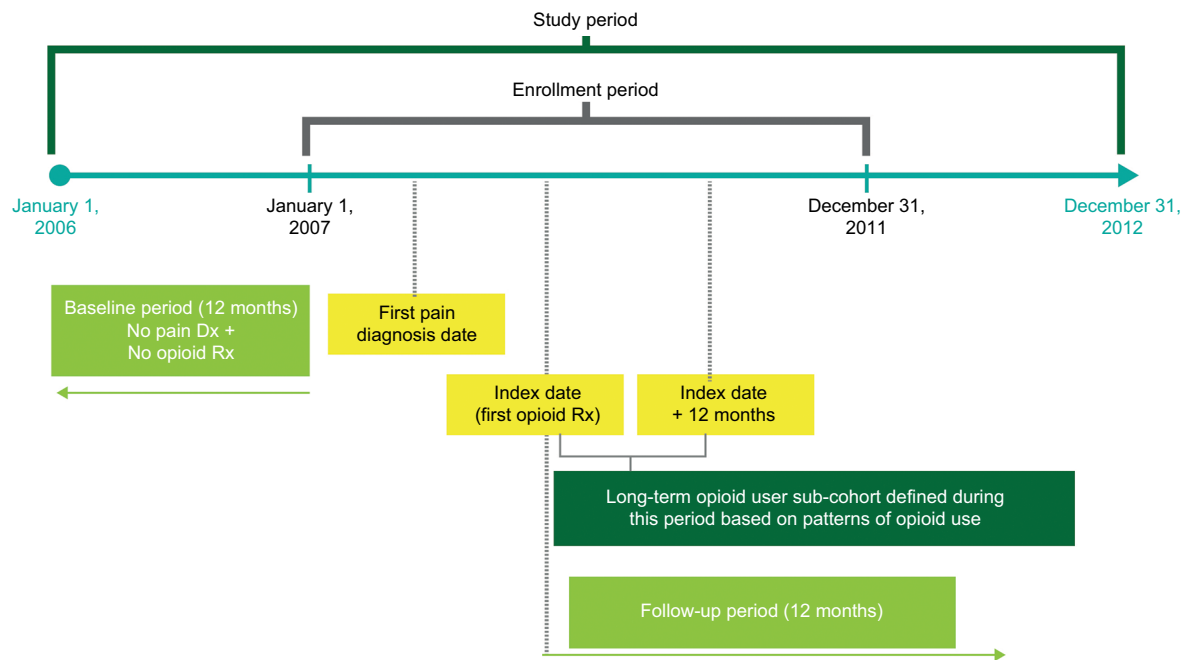 Study period
Enrollment period
January 1,
2006
January 1,
2007
December 31,
2011
December 31,
2012
Baseline period (12 months)
No pain Dx +
No opioid Rx
First pain
diagnosis date
Index date
(first opioid Rx)
Index date
+ 12 months
Long-term opioid user sub-cohort defined during
this period based on patterns of opioid use
Follow-up period (12 months)